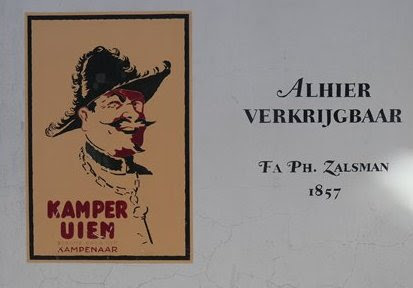 KAMPER
UIEN
KAMPENAAR
ALHIER
VERKRIJGBAAR
FA PH. ZALSMAN
1857